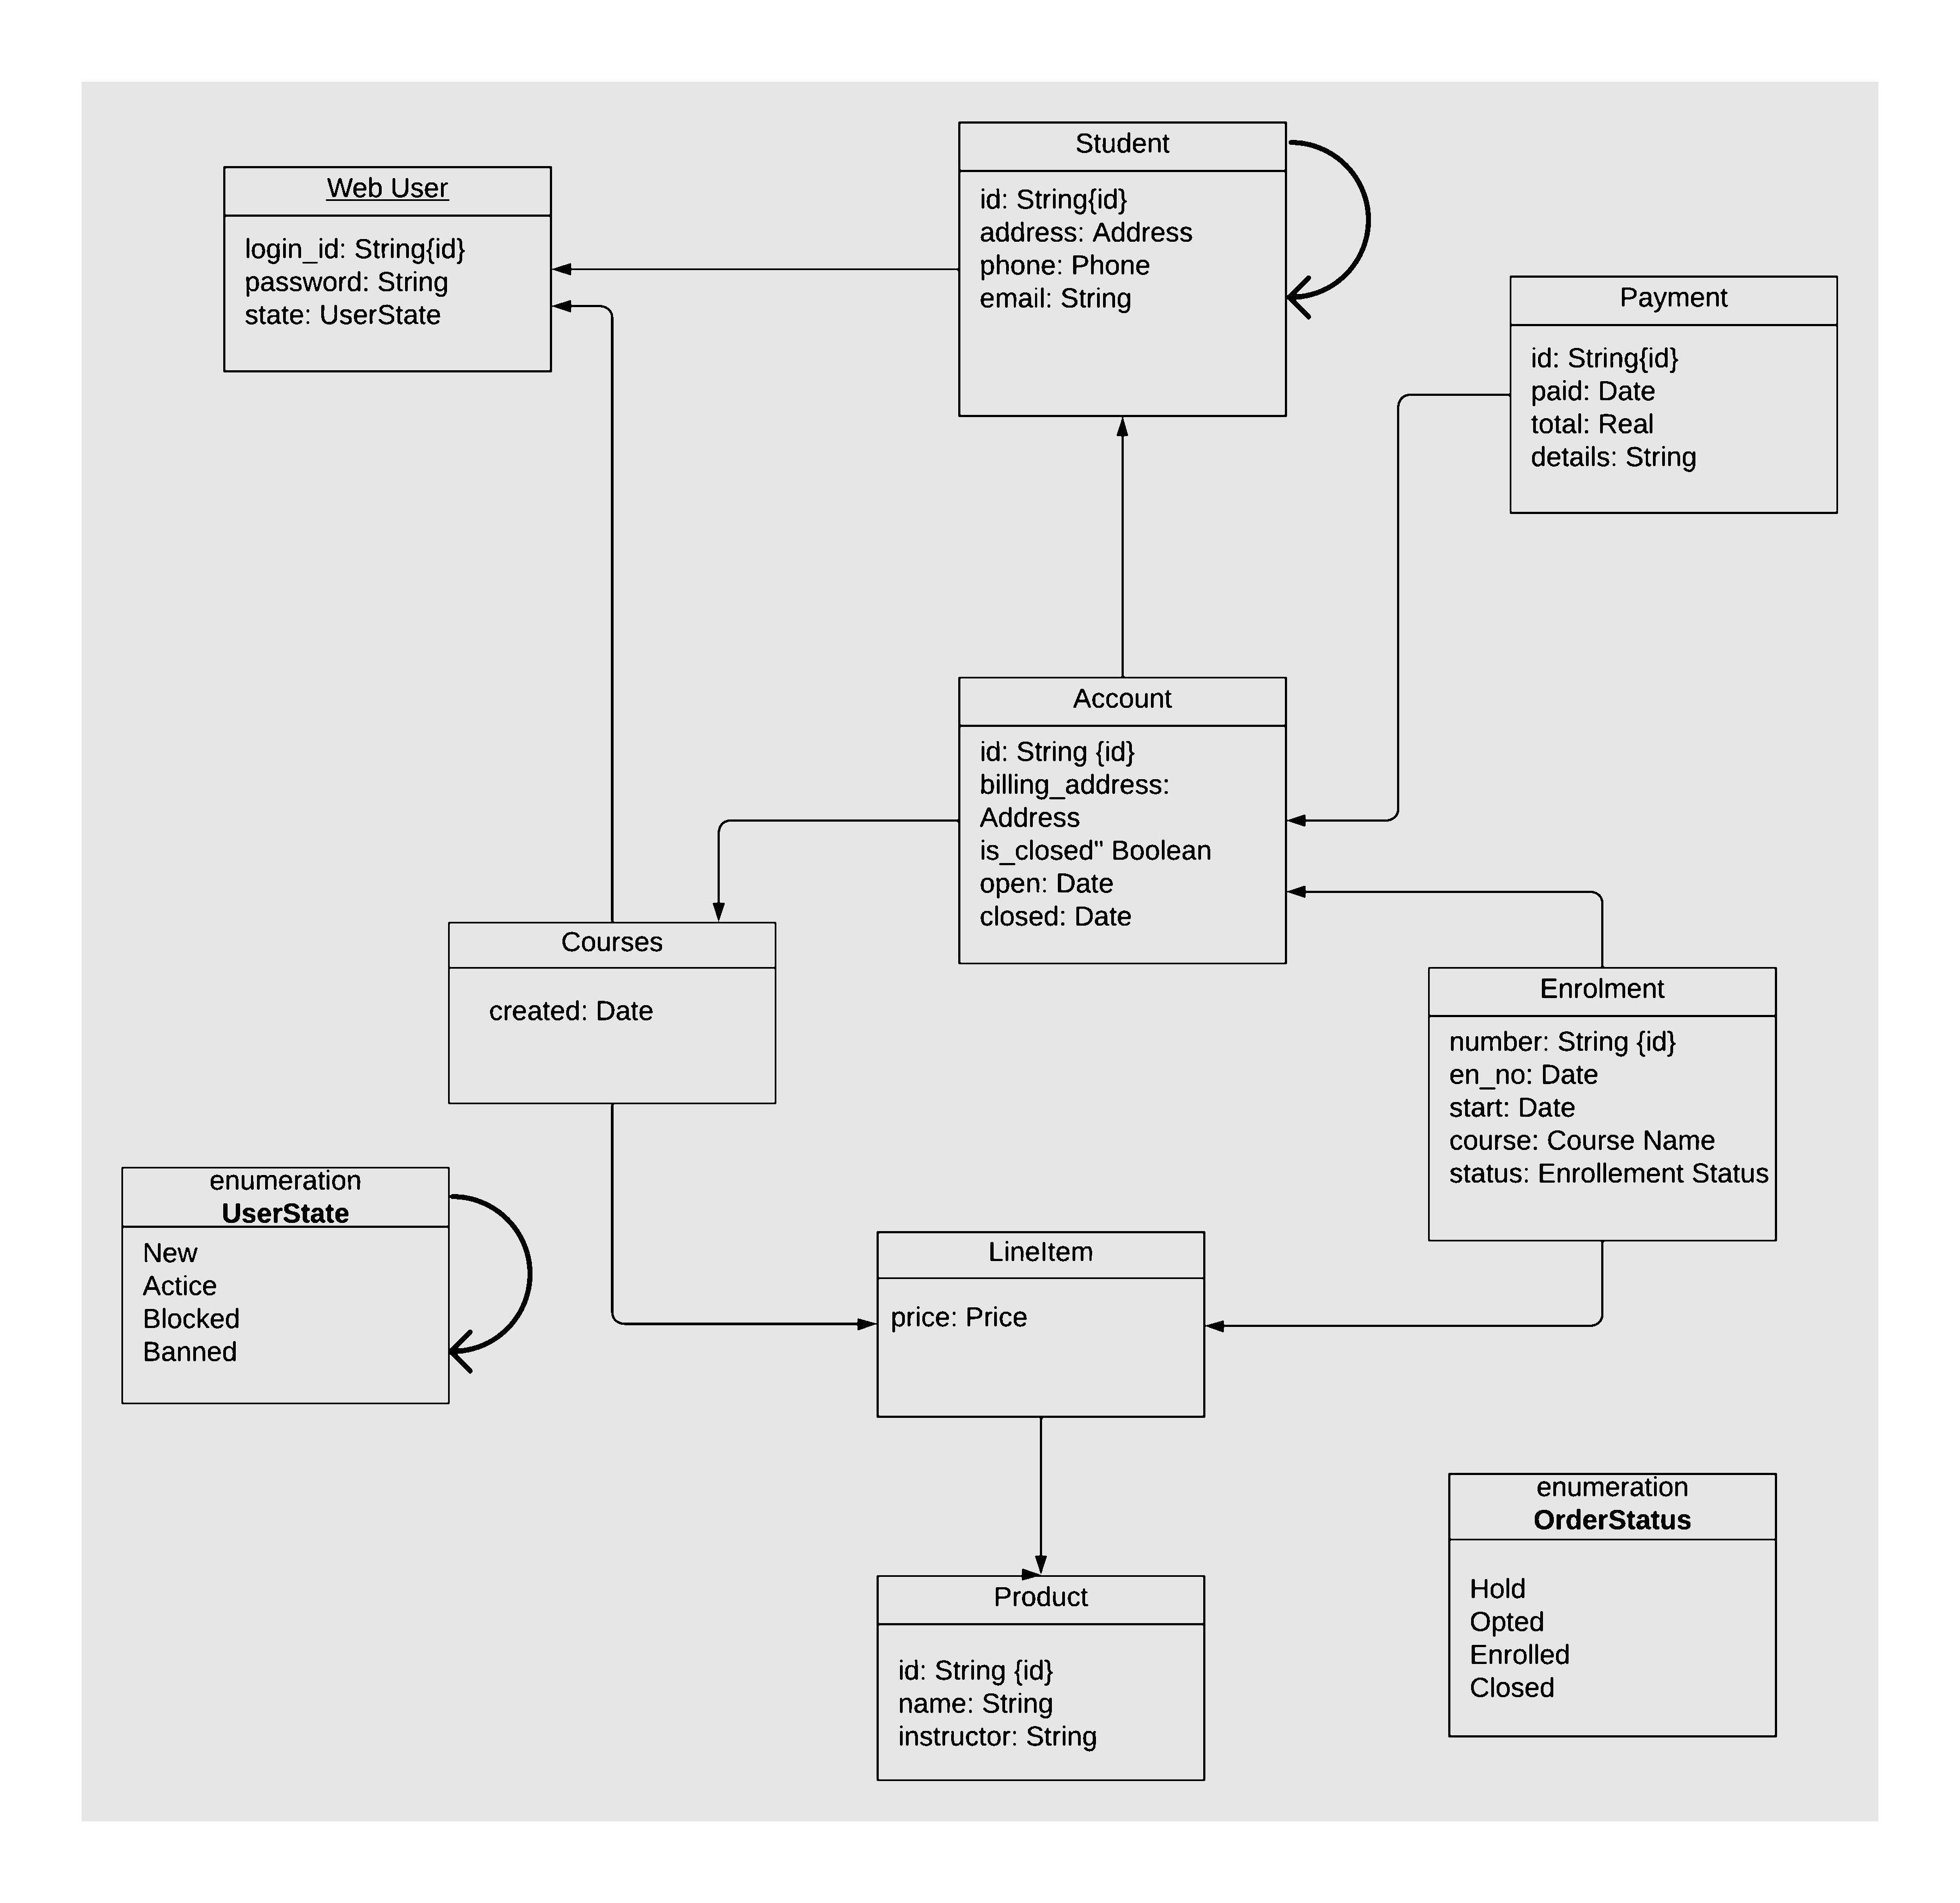 Student
id: String{id}
address: Address
phone: Phone
email: String
Web User
login_id: String{id}
password: String
state: UserState
Payment
id: String{id}
paid: Date
total: Real
details: String
Account
id: String {id}
billing_address:
Address
is_closed" Boolean
open: Date
closed: Date
Courses
created: Date
Enrolment
number: String {id}
en_no: Date
start: Date
course: Course Name
status: Enrollement Status
enumeration
UserState
New
Actice
Blocked
Banned
LineItem
price: Price
enumeration
OrderStatus
Hold
Opted
Enrolled
Closed
Product
id: String {id}
name: String
instructor: String